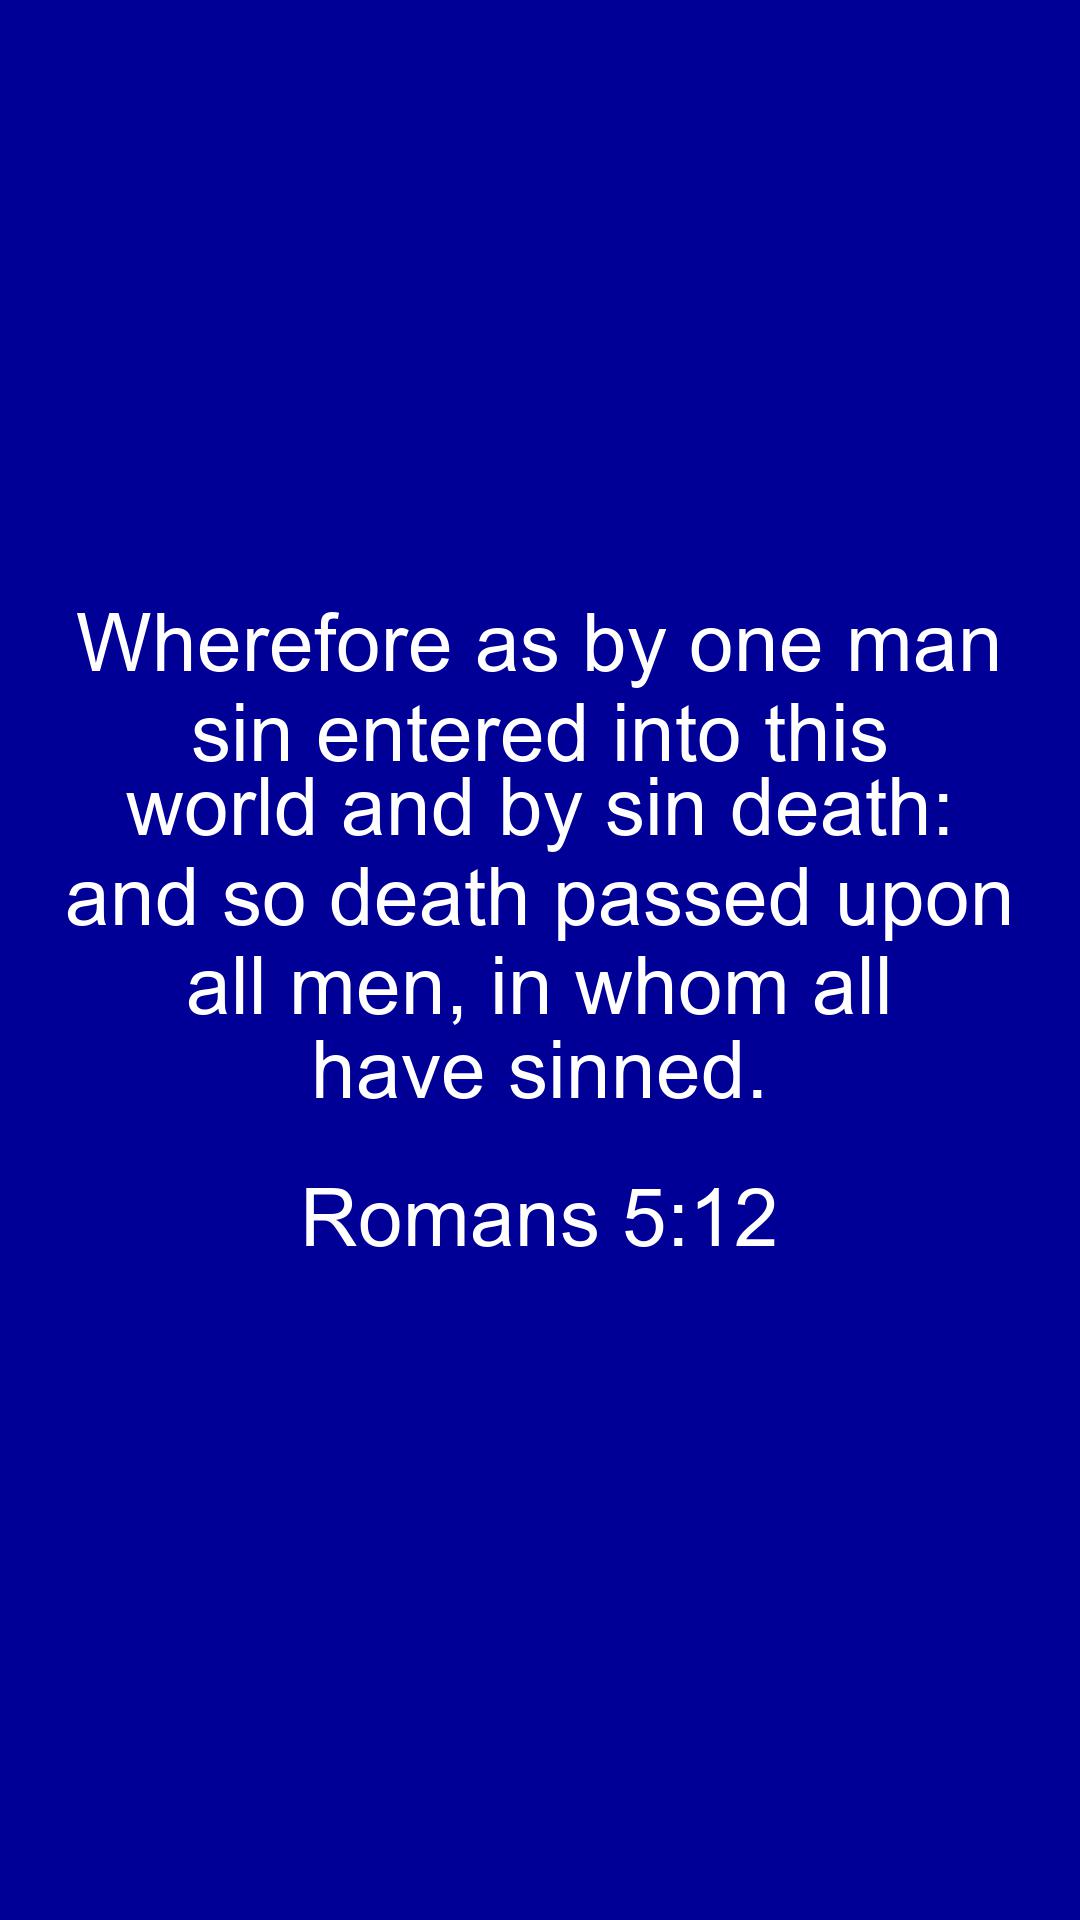 Wherefore as by one man
sin entered into this
world and by sin death:
and so death passed upon
all men, in whom all
have sinned.
Romans 5:12